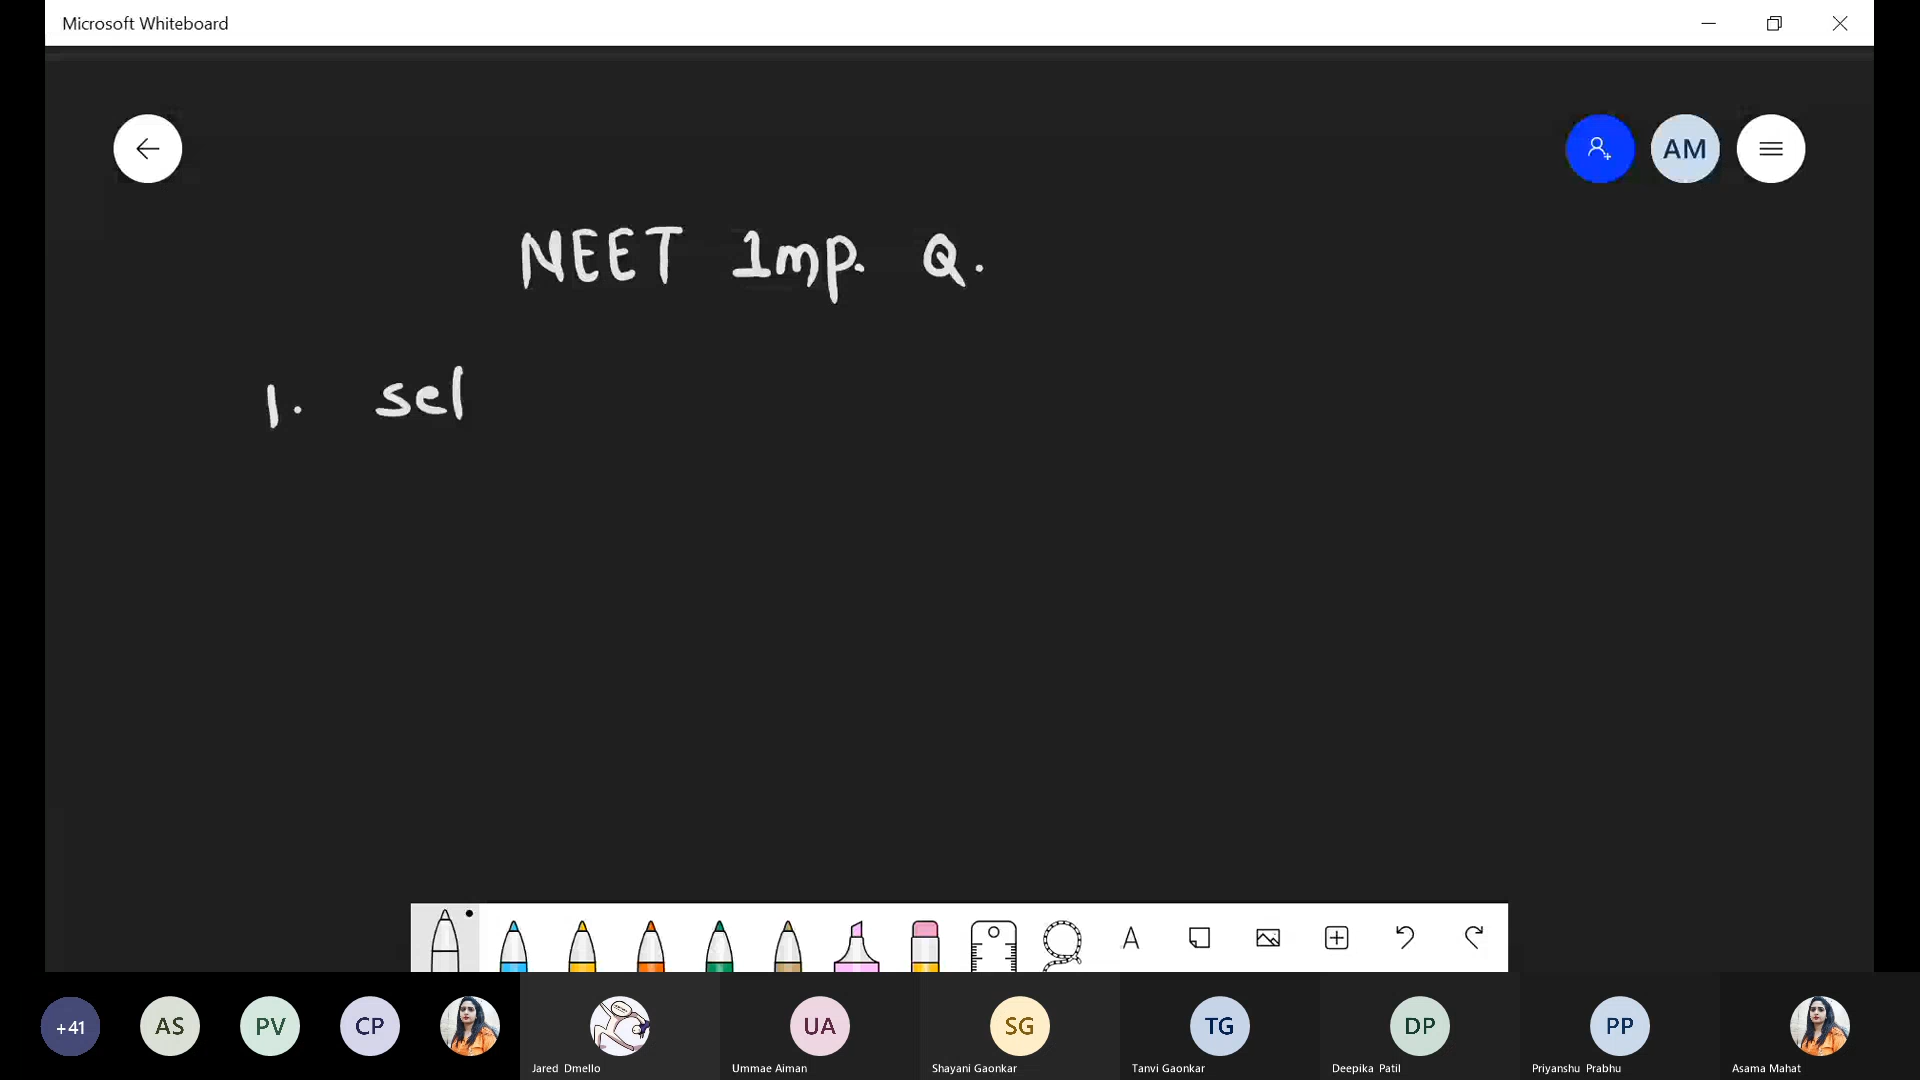 Microsoft Whiteboard
AM
NEET Imp. Q.
1. sel
A
+41
AS
PV
CP
UA
SG
TG
DP
PP
Jared Dmello
Ummae Aiman
Shayani Gaonkar
Tanvi Gaonkar
Deepika Patil
Priyanshu Prabhu
Asama Mahat